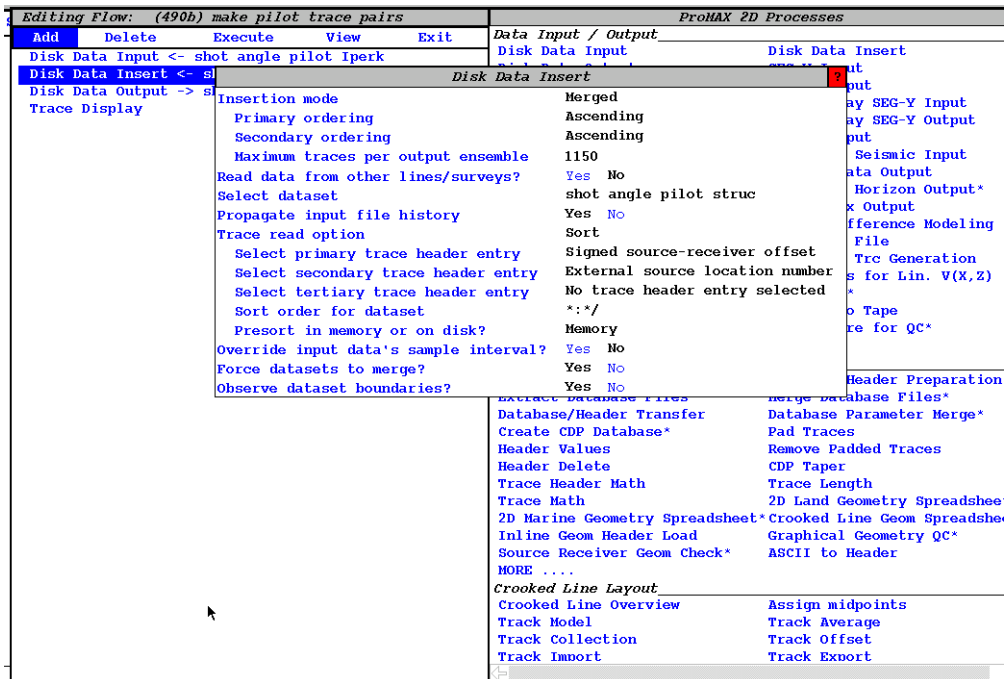 Editing Flow: (490b) make pilot trace pairs
Add Delete Execute View Exit
Disk Data Input <- shot angle pilot Iperk
Disk Data Insert <- sh
Disk Data Output -> sh
Trace Display
Disk Data Insert ?
Insertion mode Merged
Primary ordering Ascending
Secondary ordering Ascending
Maximum traces per output ensemble 1150
Read data from other lines/surveys? Yes No
Select dataset shot angle pilot struc
Propagate input file history Yes No
Trace read option Sort
Select primary trace header entry Signed source-receiver offset
Select secondary trace header entry External source location number
Select tertiary trace header entry No trace header entry selected
Sort order for dataset *:*/
Presort in memory or on disk? Memory
Override input data's sample interval? Yes No
Force datasets to merge? Yes No
Observe dataset boundaries? Yes No
ProMAX 2D Processes
Data Input / Output
Disk Data Input Disk Data Insert
put
ay SEG-Y Input
ay SEG-Y Output
put
Seismic Input
ata Output
Horizon Output*
x Output
fference Modeling
File
Trc Generation
s for Lin. V(X,Z)
*
o Tape
re for QC*
Header Preparation
Extract Database Files Merge Database Files*
Database/Header Transfer Database Parameter Merge*
Create CDP Database* Pad Traces
Header Values Remove Padded Traces
Header Delete CDP Taper
Trace Header Math Trace Length
Trace Math 2D Land Geometry Spreadshee
2D Marine Geometry Spreadsheet* Crooked Line Geom Spreadshe
Inline Geom Header Load Graphical Geometry QC*
Source Receiver Geom Check* ASCII to Header
MORE ....
Crooked Line Layout
Crooked Line Overview Assign midpoints
Track Model Track Average
Track Collection Track Offset
Track Import Track Export